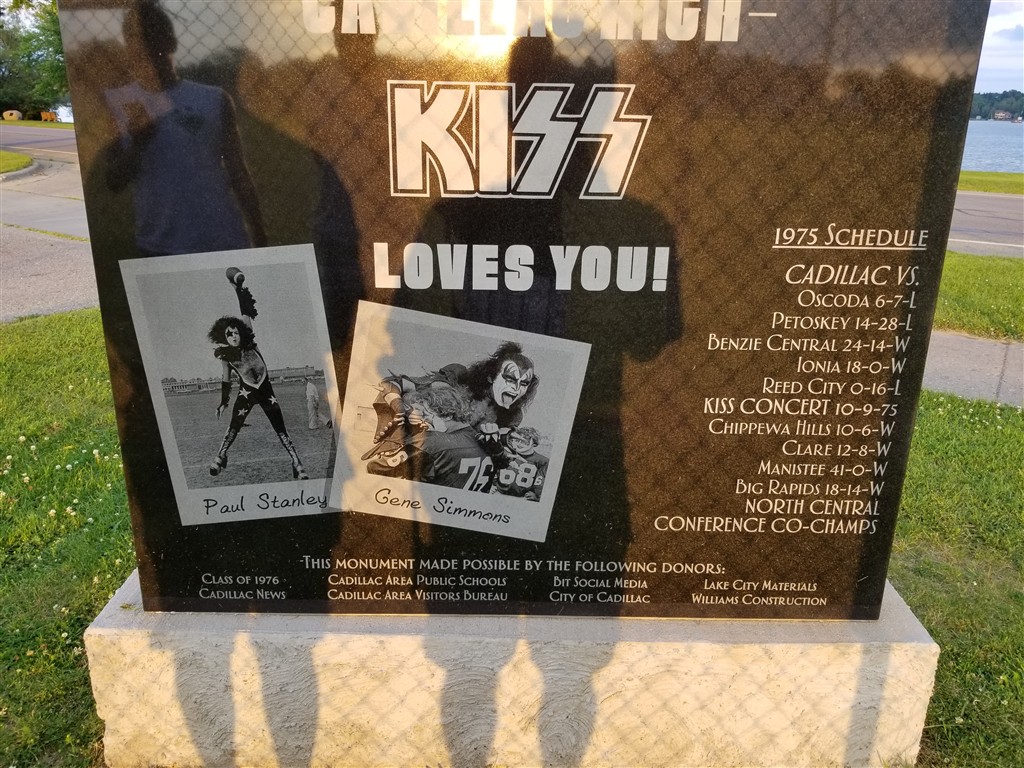 CADILLAC HIGH—
KISS
LOVES YOU!
1975 SCHEDULE
CADILLAC VS.
OSCODA 6-7-L
PETOSKEY 14-28-L
BENZIE CENTRAL 24-14-W
IONIA 18-0-W
REED CITY 0-16-L
KISS CONCERT 10-9-75
CHIPPEWA HILLS 10-6-W
CLARE 12-8-W
MANISTEE 41-0-W
BIG RAPIDS 18-14-W
NORTH CENTRAL
CONFERENCE CO-CHAMPS
Paul Stanley
76
68
Gene Simmons
THIS MONUMENT MADE POSSIBLE BY THE FOLLOWING DONORS:
CLASS OF 1976 CADILLAC AREA PUBLIC SCHOOLS BIT SOCIAL MEDIA LAKE CITY MATERIALS
CADILLAC NEWS CADILLAC AREA VISITORS BUREAU CITY OF CADILLAC WILLIAMS CONSTRUCTION